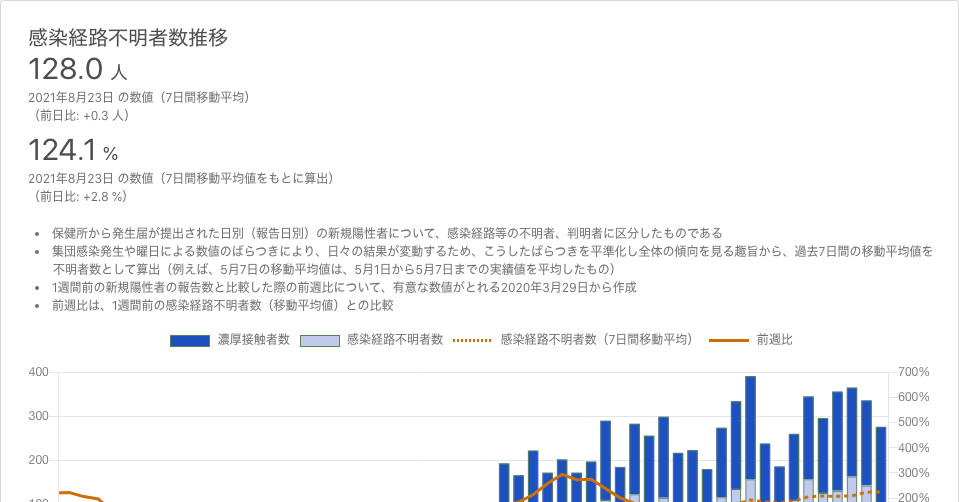 感染経路不明者数推移
128.0 人
2021年8月23日 の数値（7日間移動平均）
（前日比: +0.3 人）
124.1 %
2021年8月23日 の数値（7日間移動平均値をもとに算出）
（前日比: +2.8 %）
• 保健所から発生届が提出された日別（報告日別）の新規陽性者について、感染経路等の不明者、判明者に区分したものである
• 集団感染発生や曜日による数値のばらつきにより、日々の結果が変動するため、こうしたばらつきを平準化し全体の傾向を見る趣旨から、過去7日間の移動平均値を
不明者数として算出（例えば、5月7日の移動平均値は、5月1日から5月7日までの実績値を平均したもの）
• 1週間前の新規陽性者の報告数と比較した際の前週比について、有意な数値がとれる2020年3月29日から作成
• 前週比は、1週間前の感染経路不明者数（移動平均値）との比較
濃厚接触者数 感染経路不明者数 感染経路不明者数（7日間移動平均） 前週比
400 700%
600%
300 500%
400%
200 300%
100 200%